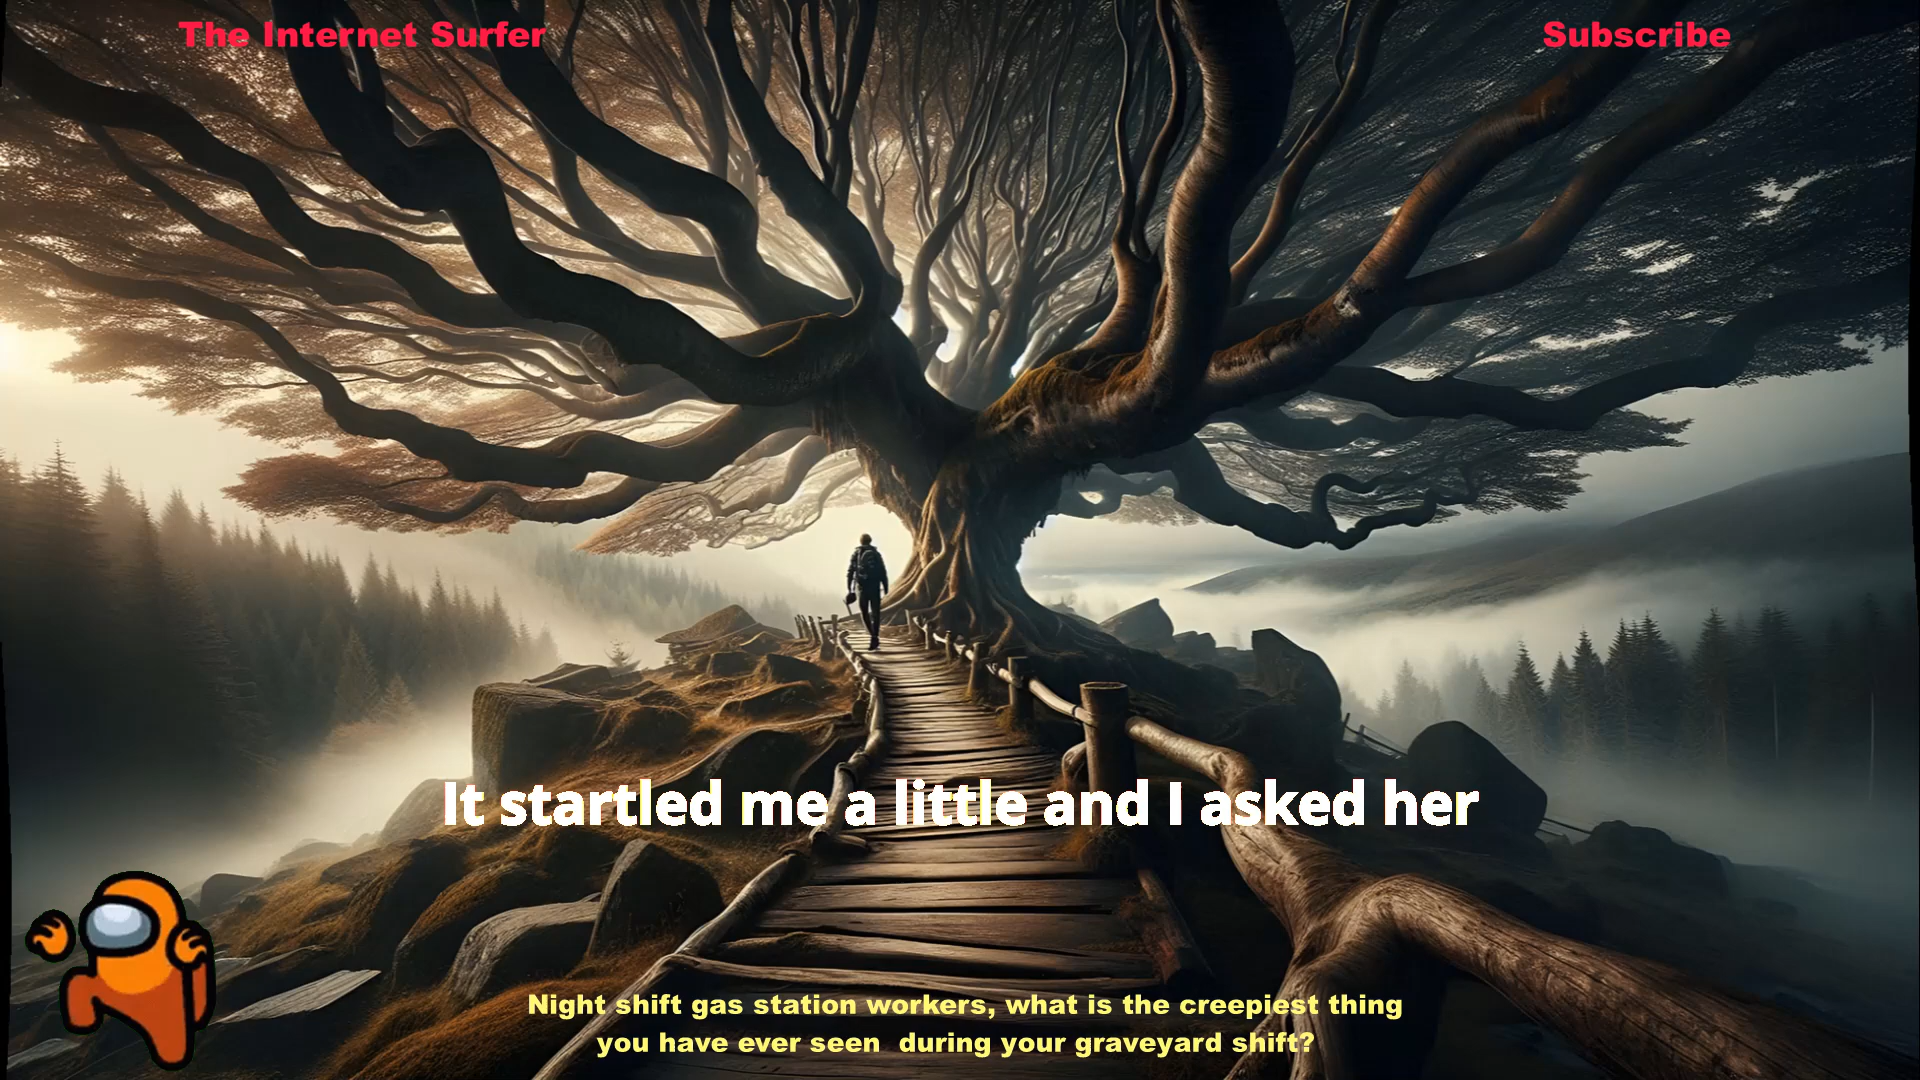 The Internet Surfer
Subscribe
It startled me a little and I asked her
Night shift gas station workers, what is the creepiest thing
you have ever seen  during your graveyard shift?